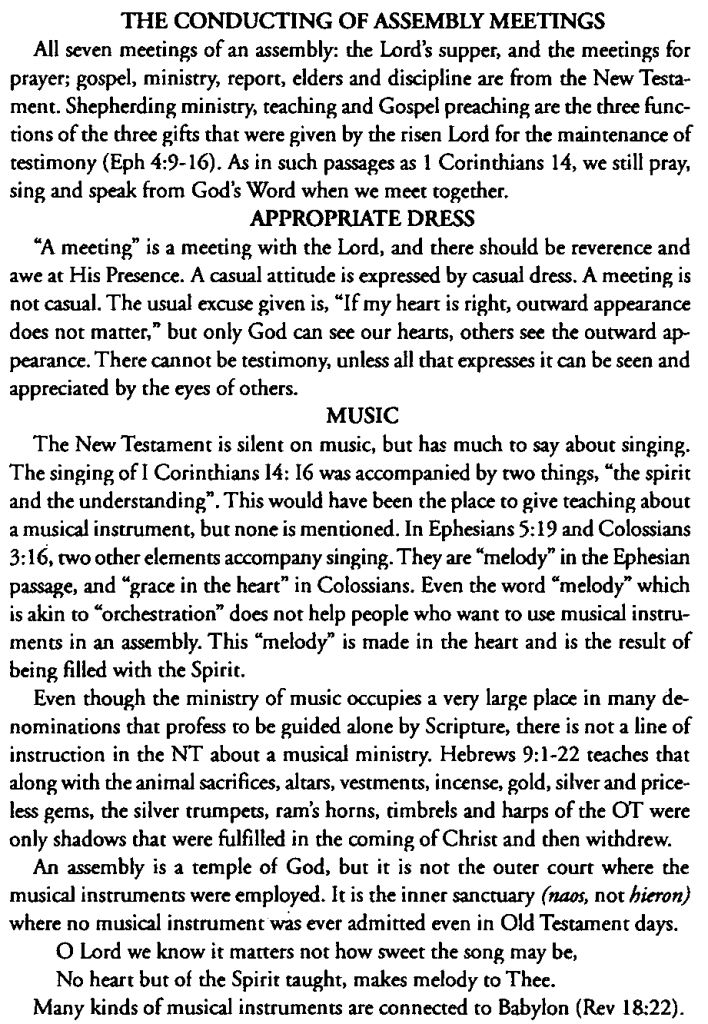 THE CONDUCTING OF ASSEMBLY MEETINGS
All seven meetings of an assembly: the Lord's supper, and the meetings for
prayer; gospel, ministry, report, elders and discipline are from the New Testa-
ment. Shepherding ministry, teaching and Gospel preaching are the three func-
tions of the three gifts that were given by the risen Lord for the maintenance of
testimony (Eph 4:9-16). As in such passages as 1 Corinthians 14, we still pray,
sing and speak from God's Word when we meet together.
APPROPRIATE DRESS
"A meeting" is a meeting with the Lord, and there should be reverence and
awe at His Presence. A casual attitude is expressed by casual dress. A meeting is
not casual. The usual excuse given is, "If my heart is right, outward appearance
does not matter," but only God can see our hearts, others see the outward ap-
pearance. There cannot be testimony, unless all that expresses it can be seen and
appreciated by the eyes of others.
MUSIC
The New Testament is silent on music, but has much to say about singing.
The singing of I Corinthians 14: 16 was accompanied by two things, "the spirit
and the understanding". This would have been the place to give teaching about
a musical instrument, but none is mentioned. In Ephesians 5:19 and Colossians
3:16, two other elements accompany singing. They are "melody" in the Ephesian
passage, and "grace in the heart" in Colossians. Even the word "melody" which
is akin to "orchestration" does not help people who want to use musical instru-
ments in an assembly. This "melody" is made in the heart and is the result of
being filled with the Spirit.
Even though the ministry of music occupies a very large place in many de-
nominations that profess to be guided alone by Scripture, there is not a line of
instruction in the NT about a musical ministry. Hebrews 9:1-22 teaches that
along with the animal sacrifices, altars, vestments, incense, gold, silver and price-
less gems, the silver trumpets, ram's horns, timbrels and harps of the OT were
only shadows that were fulfilled in the coming of Christ and then withdrew.
An assembly is a temple of God, but it is not the outer court where the
musical instruments were employed. It is the inner sanctuary (naos, not hieron)
where no musical instrument was ever admitted even in Old Testament days.
O Lord we know it matters not how sweet the song may be,
No heart but of the Spirit taught, makes melody to Thee.
Many kinds of musical instruments are connected to Babylon (Rev 18:22).